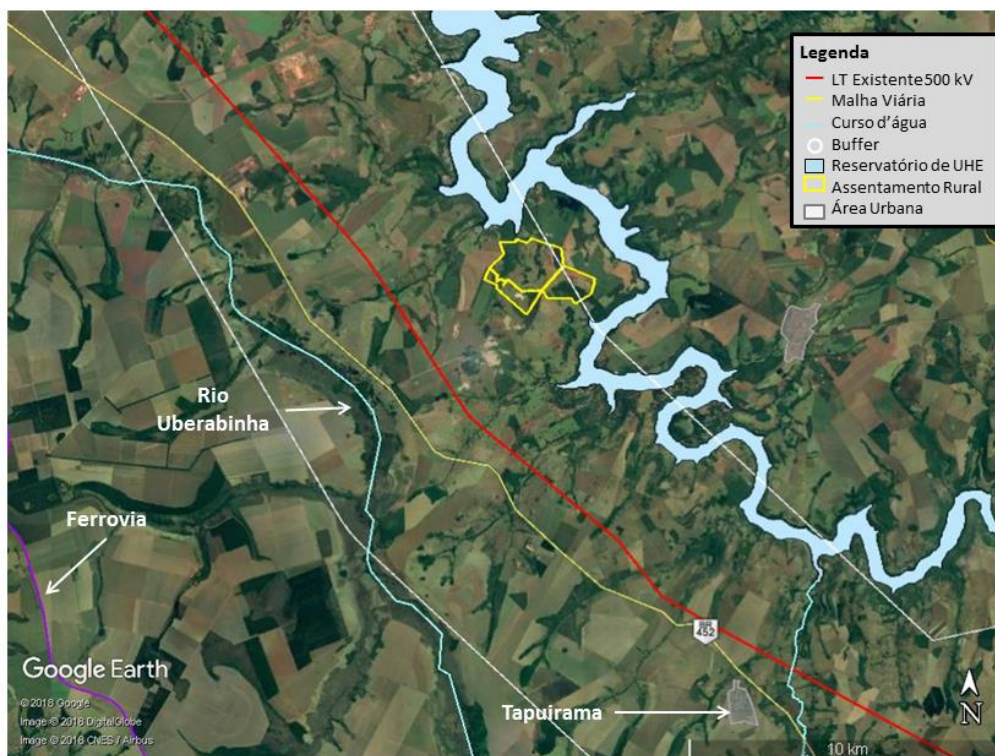 Legenda
LT Existente 500 kV
Malha Viária
Curso d'água
Buffer
Reservatório de UHE
Assentamento Rural
Área Urbana
Rio
Uberabinha
Ferrovia
BR
452
Google Earth
© 2018 Google
Image © 2018 DigitalGlobe
Image © 2018 CNES / Airbus
Tapuirama
N
10 km